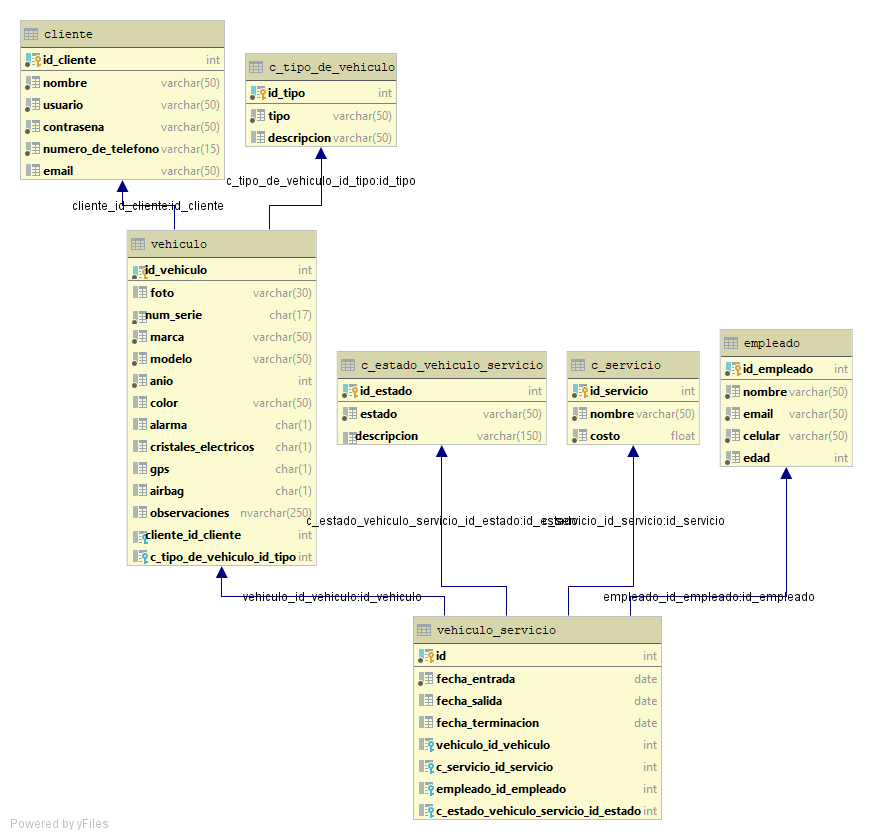 cliente
id_cliente int
nombre varchar(50)
usuario varchar(50)
contrasena varchar(50)
numero_de_telefono varchar(15)
email varchar(50)
c_tipo_de_vehiculo
id_tipo int
tipo varchar(50)
descripcion varchar(50)
c_tipo_de_vehiculo_id_tipo:id_tipo
cliente_id_cliente:id_cliente
vehiculo
id_vehiculo int
foto varchar(30)
num_serie char(17)
marca varchar(50)
modelo varchar(50)
anio int
color varchar(50)
alarma char(1)
cristales_electricos char(1)
gps char(1)
airbag char(1)
observaciones nvarchar(250)
cliente_id_cliente int
c_tipo_de_vehiculo_id_tipo int
c_estado_vehiculo_servicio
id_estado int
estado varchar(50)
descripcion varchar(150)
c_servicio
id_servicio int
nombre varchar(50)
costo float
empleado
id_empleado int
nombre varchar(50)
email varchar(50)
celular varchar(50)
edad int
c_estado_vehiculo_servicio_id_estado:id_estado
c_servicio_id_servicio:id_servicio
vehiculo_id_vehiculo:id_vehiculo
empleado_id_empleado:id_empleado
vehiculo_servicio
id int
fecha_entrada date
fecha_salida date
fecha_terminacion date
vehiculo_id_vehiculo int
c_servicio_id_servicio int
empleado_id_empleado int
c_estado_vehiculo_servicio_id_estado int
Powered by yFiles